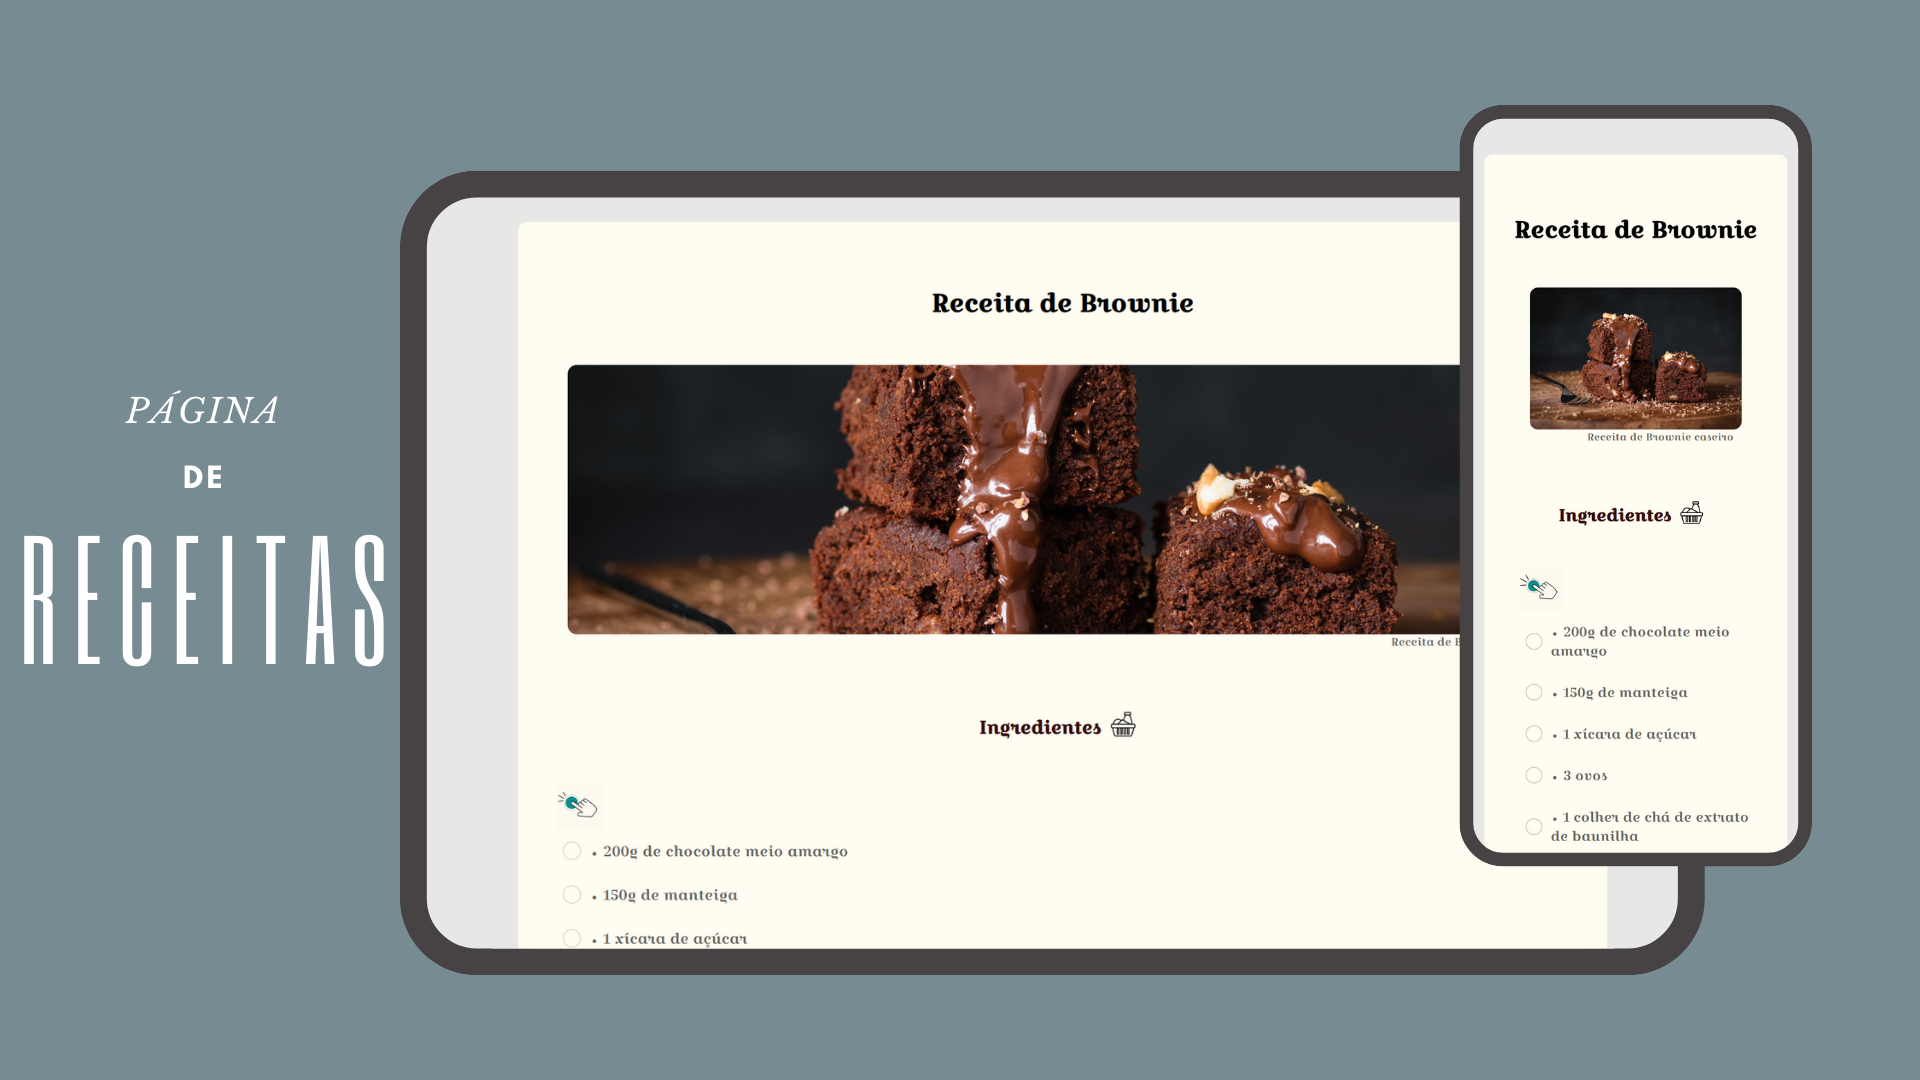 PÁGINA
DE
RECEITAS
Receita de Brownie
Receita de
Ingredientes
• 200g de chocolate meio amargo
• 150g de manteiga
• 1 xícara de açúcar
Receita de Brownie
Receita de Brownie caseiro
Ingredientes
• 200g de chocolate meio
amargo
• 150g de manteiga
• 1 xícara de açúcar
• 3 ovos
• 1 colher de chá de extrato
de baunilha